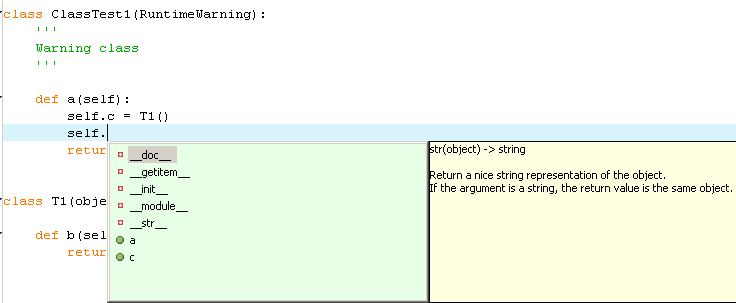 class ClassTest1(RuntimeWarning):
'''
Warning class
'''
def a(self):
self.c = T1()
self.
retur
__doc__
__getitem__
__init__
__module__
__str__
a
c
str(object) -> string
Return a nice string representation of the object.
If the argument is a string, the return value is the same object.
class T1(obje
def b(sel
retur